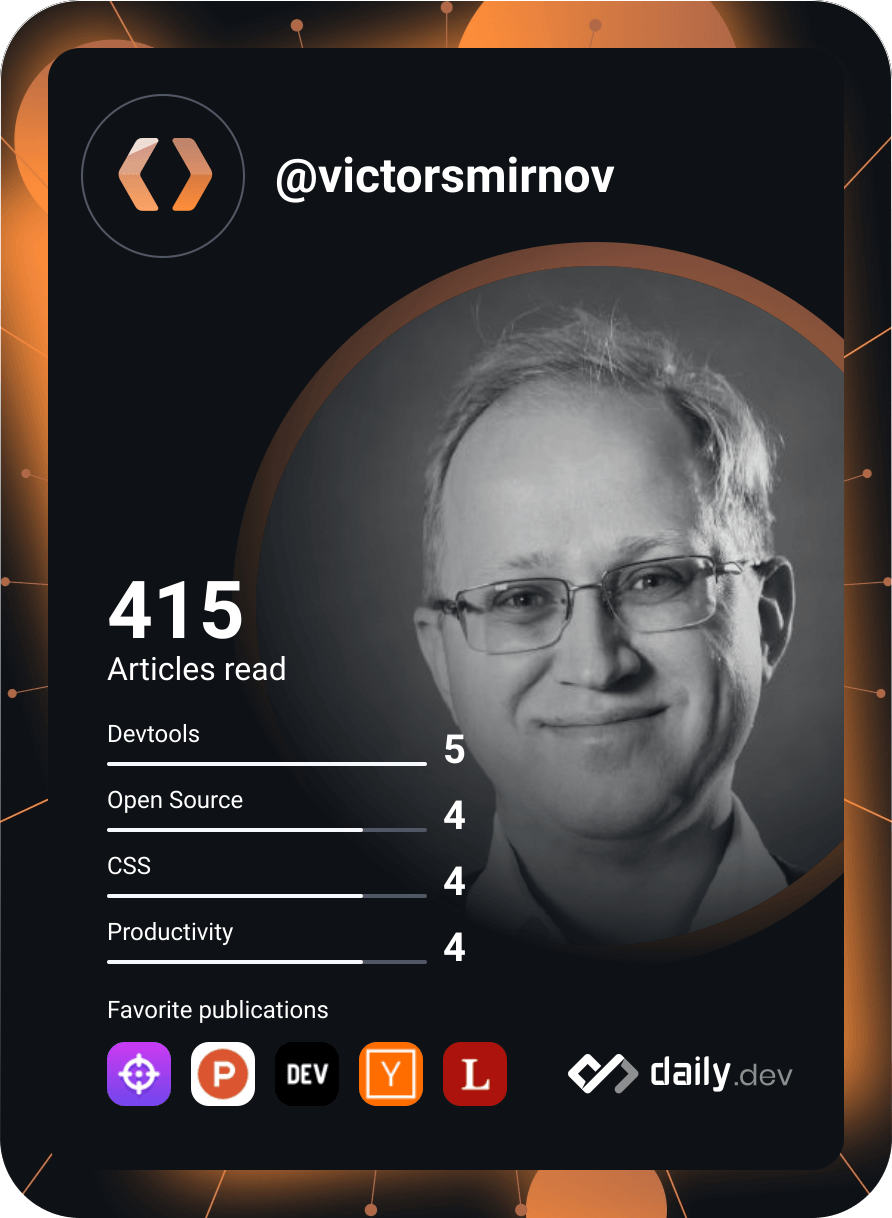 @victorsmirnov
415
Articles read
Devtools
5
Open Source
4
CSS
4
Productivity
4
Favorite publications
P
DEV
Y
L
daily.dev